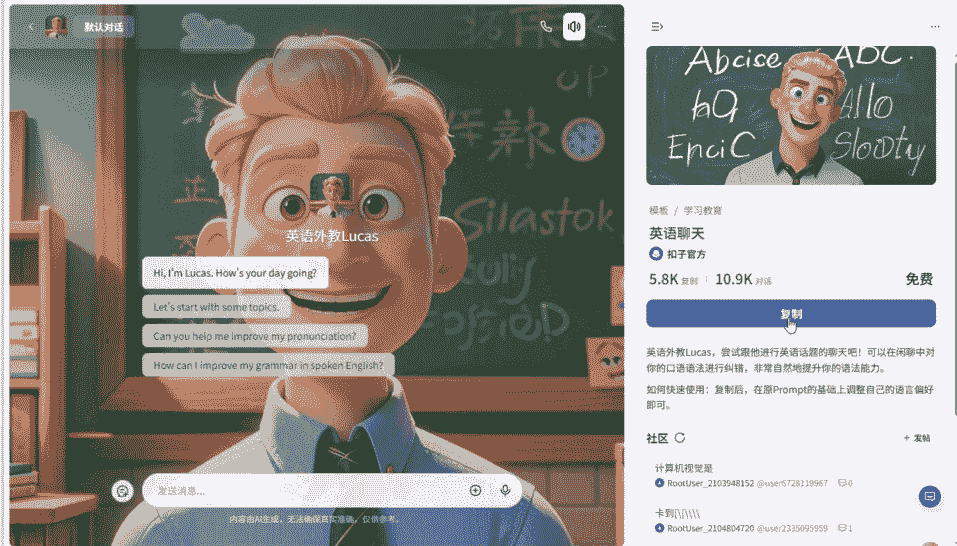 默认对话
英语外教Lucas
Hi, I'm Lucas. How's your day going?
Let's start with some topics.
Can you help me improve my pronunciation?
How can I improve my grammar in spoken English?
发送消息...
内容由AI生成，无法确保真实准确，仅供参考。
Silastok
Abcise ABC.
hQ Allo
EnciC Slodty
模板 / 学习教育
英语聊天
扣子官方
5.8K 复制 10.9K 对话 免费
复制
英语外教Lucas，尝试跟他进行英语话题的聊天吧！可以在闲聊中对
你的口语语法进行纠错，非常自然地提升你的语法能力。
如何快速使用：复制后，在原Prompt的基础上调整自己的语言偏好
即可。
社区 + 发帖
计算机视觉是
RootUser_2103948152 @user6728119967 0
卡到[\[\\\\
RootUser_2104804720 @user2335095959 1